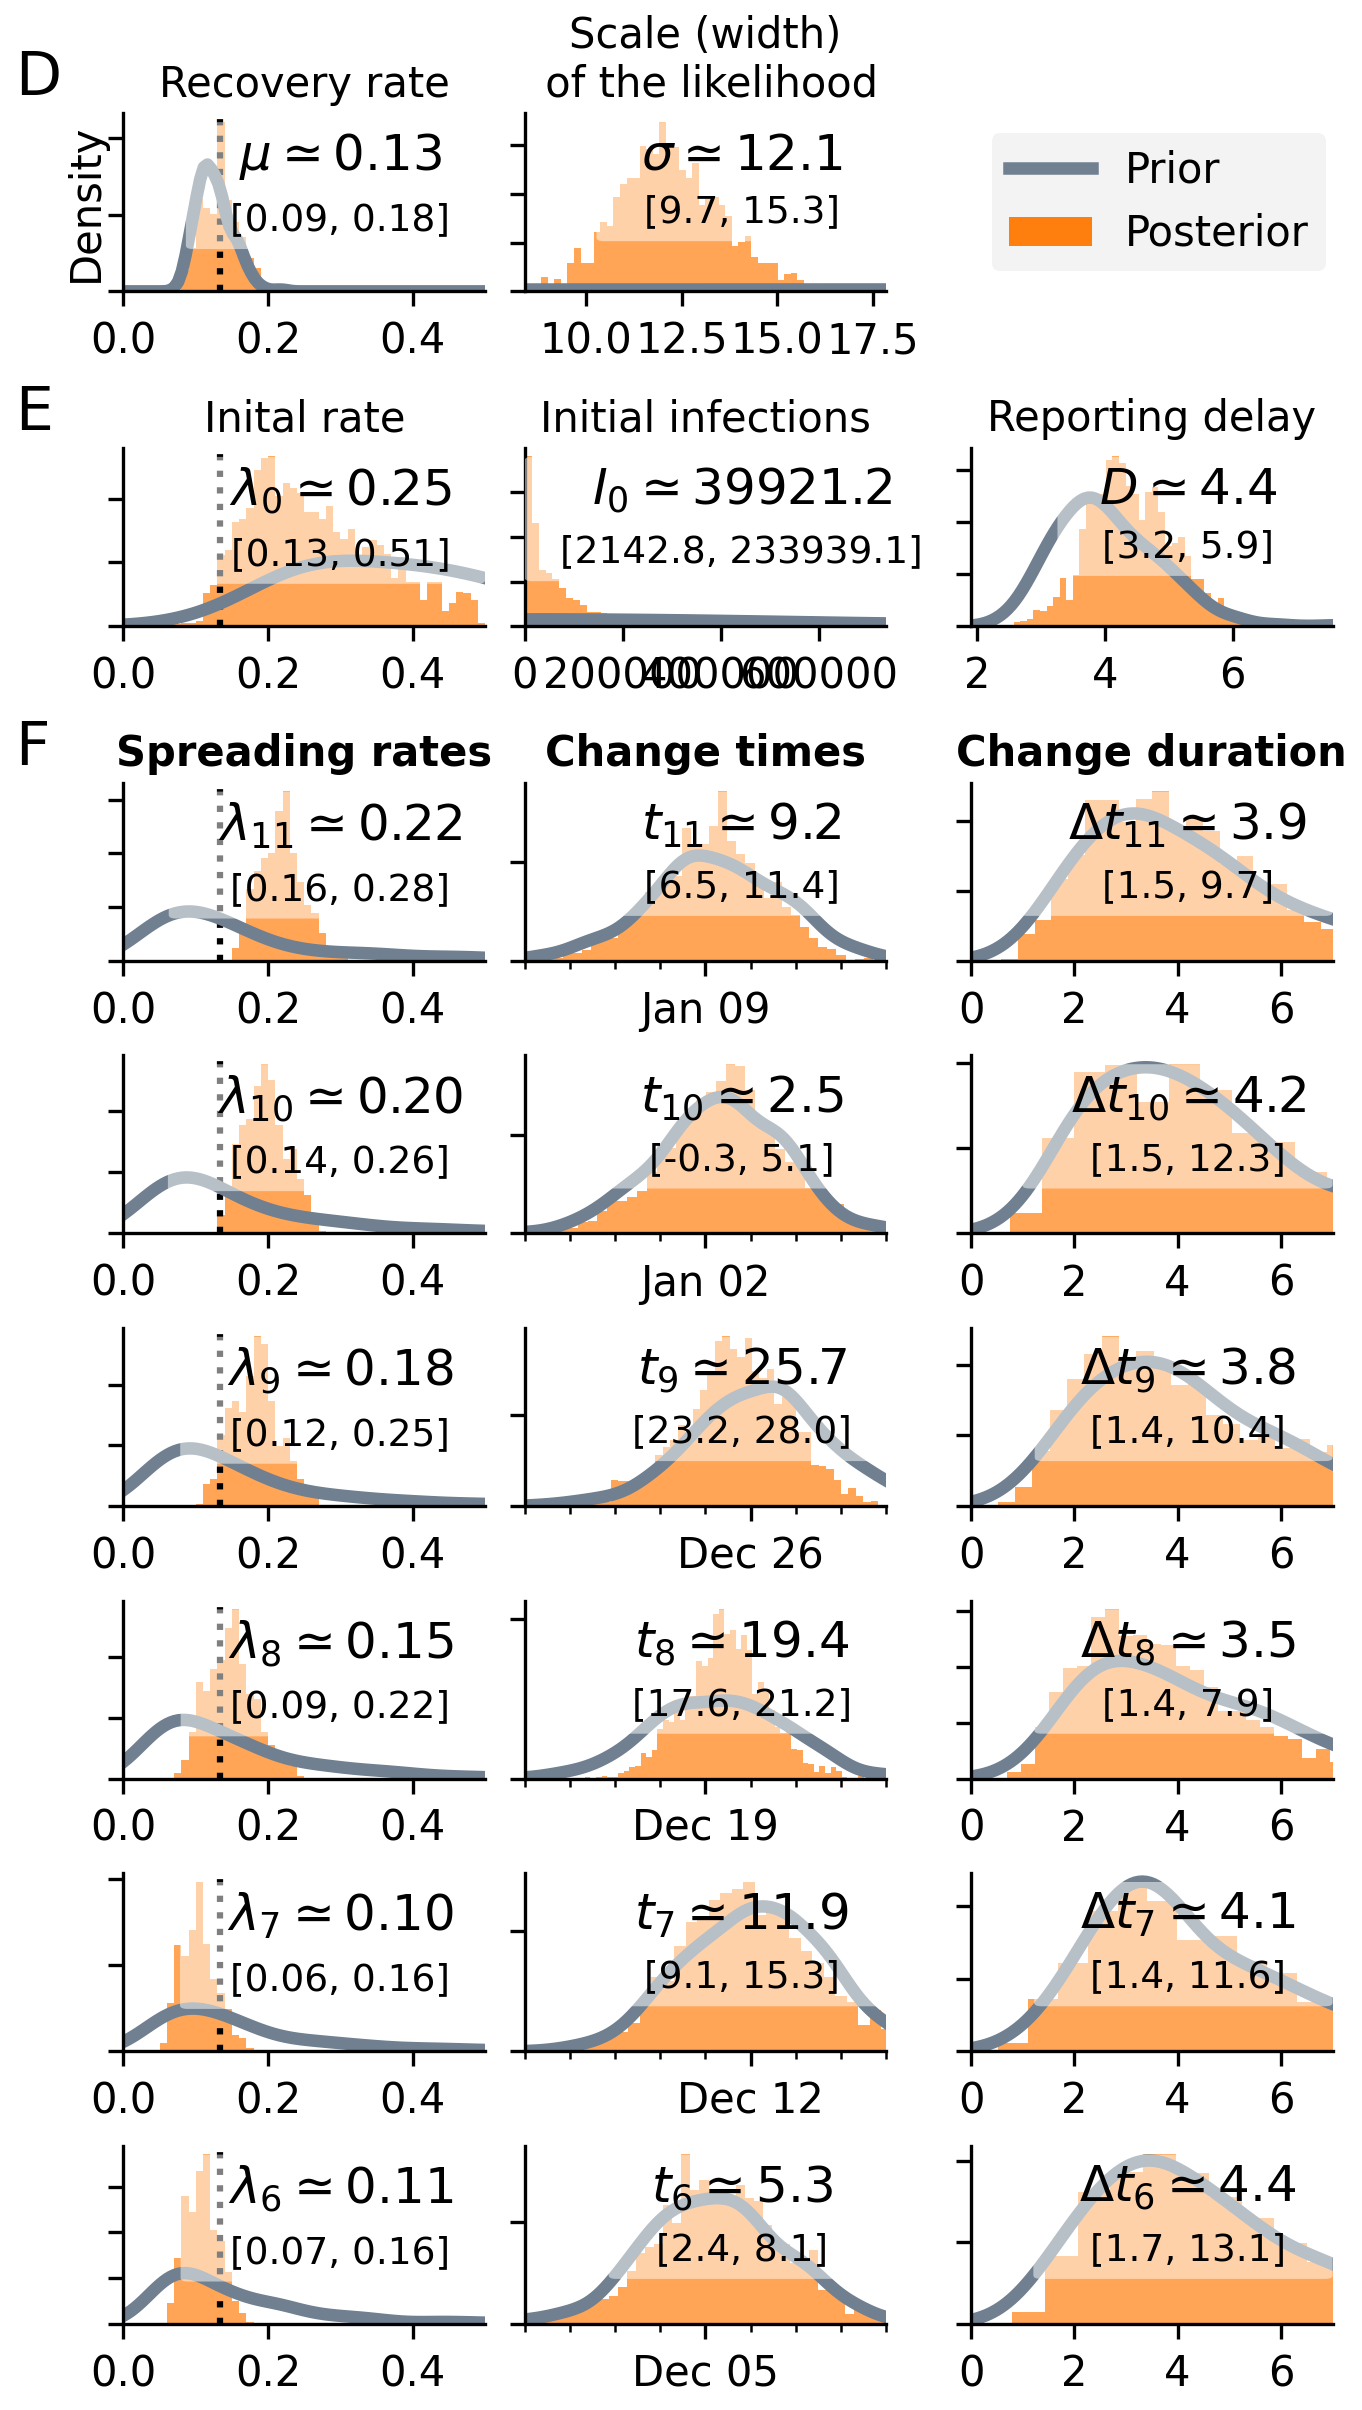 D
Recovery rate
Scale (width)
of the likelihood
Density
μ ≃ 0.13
[0.09, 0.18]
σ ≃ 12.1
[9.7, 15.3]
Prior
Posterior
0.0 0.2 0.4
10.0 12.5 15.0 17.5
E
Inital rate
Initial infections
Reporting delay
λ0 ≃ 0.25
[0.13, 0.51]
I0 ≃ 39921.2
[2142.8, 233939.1]
D ≃ 4.4
[3.2, 5.9]
0.0 0.2 0.4
0 200000 400000 600000
2 4 6
F
Spreading rates
Change times
Change duration
λ11 ≃ 0.22
[0.16, 0.28]
t11 ≃ 9.2
[6.5, 11.4]
Δt11 ≃ 3.9
[1.5, 9.7]
0.0 0.2 0.4
Jan 09
0 2 4 6
λ10 ≃ 0.20
[0.14, 0.26]
t10 ≃ 2.5
[-0.3, 5.1]
Δt10 ≃ 4.2
[1.5, 12.3]
0.0 0.2 0.4
Jan 02
0 2 4 6
λ9 ≃ 0.18
[0.12, 0.25]
t9 ≃ 25.7
[23.2, 28.0]
Δt9 ≃ 3.8
[1.4, 10.4]
0.0 0.2 0.4
Dec 26
0 2 4 6
λ8 ≃ 0.15
[0.09, 0.22]
t8 ≃ 19.4
[17.6, 21.2]
Δt8 ≃ 3.5
[1.4, 7.9]
0.0 0.2 0.4
Dec 19
0 2 4 6
λ7 ≃ 0.10
[0.06, 0.16]
t7 ≃ 11.9
[9.1, 15.3]
Δt7 ≃ 4.1
[1.4, 11.6]
0.0 0.2 0.4
Dec 12
0 2 4 6
λ6 ≃ 0.11
[0.07, 0.16]
t6 ≃ 5.3
[2.4, 8.1]
Δt6 ≃ 4.4
[1.7, 13.1]
0.0 0.2 0.4
Dec 05
0 2 4 6